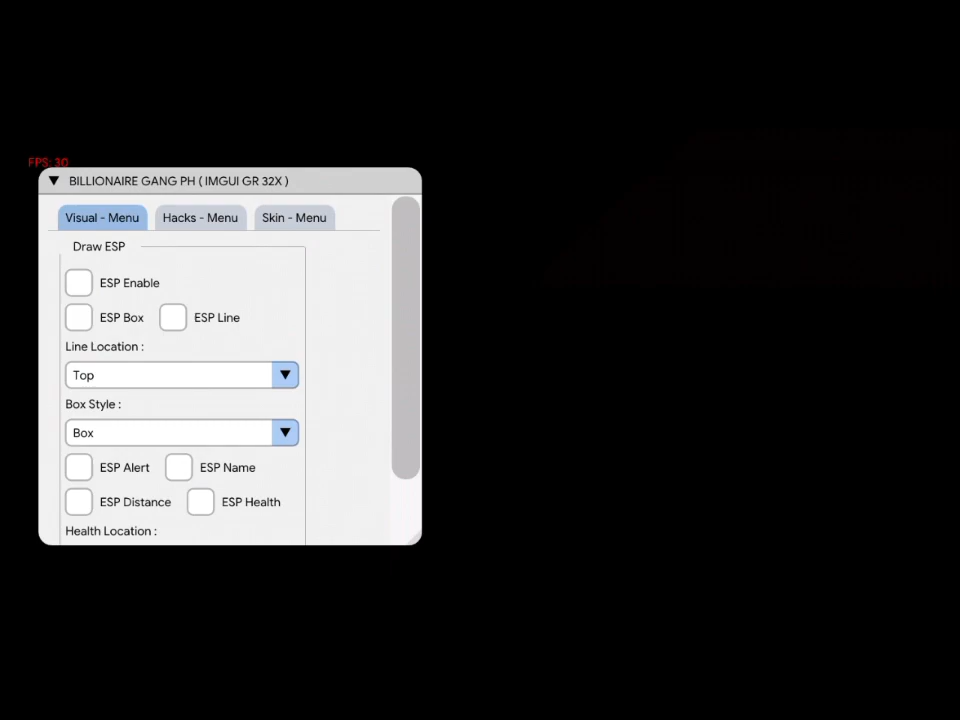 FPS: 30
BILLIONAIRE GANG PH ( IMGUI GR 32X )
Visual - Menu Hacks - Menu Skin - Menu
Draw ESP
ESP Enable
ESP Box ESP Line
Line Location :
Top
Box Style :
Box
ESP Alert ESP Name
ESP Distance ESP Health
Health Location :